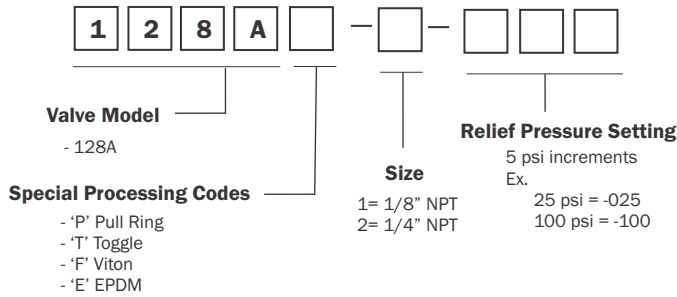 1 2 8 A – –
Valve Model
- 128A
Special Processing Codes
- ‘P’ Pull Ring
- ‘T’ Toggle
- ‘F’ Viton
- ‘E’ EPDM
Size
1= 1/8” NPT
2= 1/4” NPT
Relief Pressure Setting
5 psi increments
Ex.
25 psi = -025
100 psi = -100